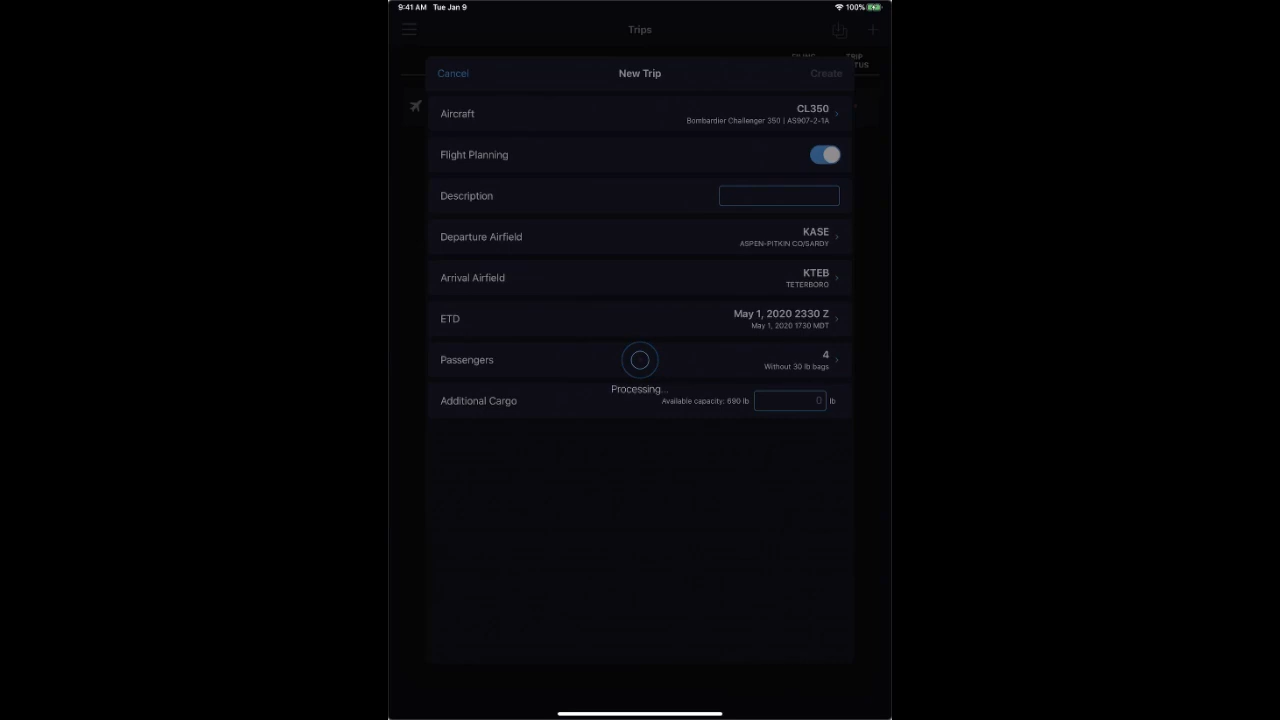 9:41 AM Tue Jan 9 100%
Trips
TRIP
New Trip
Cancel Create
Aircraft CL350
Bombardier Challenger 350 | AS907-2-1A
Flight Planning
Description
Departure Airfield KASE
ASPEN-PITKIN CO/SARDY
Arrival Airfield KTEB
TETERBORO
ETD May 1, 2020 2330 Z
May 1, 2020 1730 MDT
Passengers 4
Without 30 lb bags
Processing...
Additional Cargo Available capacity: 690 lb 0 lb